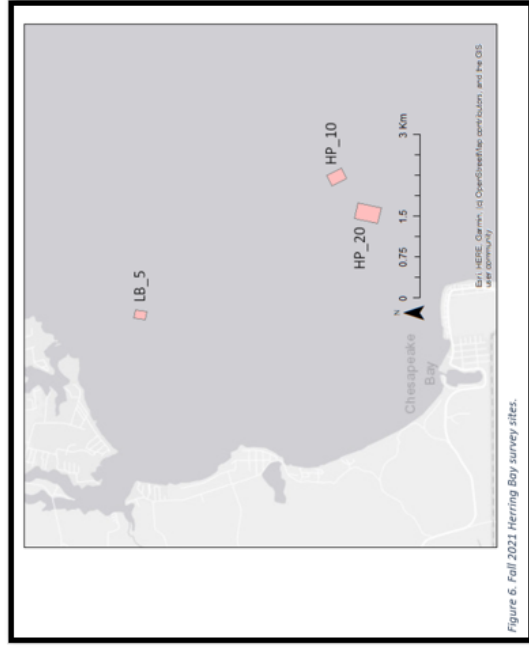 LB_5
HP_10
HP_20
N
0 0.75 1.5 3 Km
Chesapeake
Bay
Esri, HERE, Garmin, (c) OpenStreetMap contributors, and the GIS
user community
Figure 6. Fall 2021 Herring Bay survey sites.